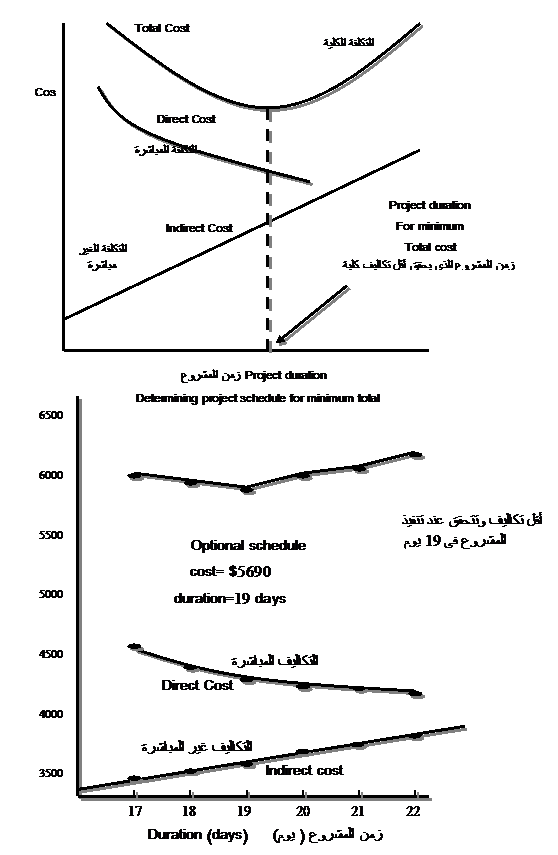 Total Cost
التكلفة الكلية
Cos
Direct Cost
التكلفة المباشرة
Indirect Cost
التكلفة الغير
مباشرة
Project duration
For minimum
Total cost
زمن المشروع الذي يحقق أقل تكاليف كلية
زمن المشروع Project duration
Determining project schedule for minimum total
6500
6000
5500
5000
4500
4000
3500
أقل تكاليف وتتحقق عند تنفيذ
المشروع فى 19 يوم
Optional schedule
cost= $5690
duration=19 days
التكاليف المباشرة
Direct Cost
التكاليف غير المباشرة
Indirect cost
17 18 19 20 21 22
Duration (days) زمن المشروع ( يوم)